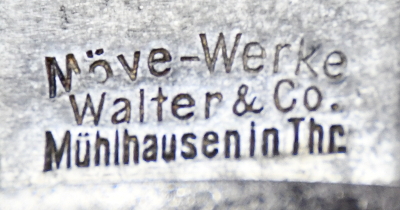 Möve-Werke
Walter & Co.
Mühlhausen in Thr.